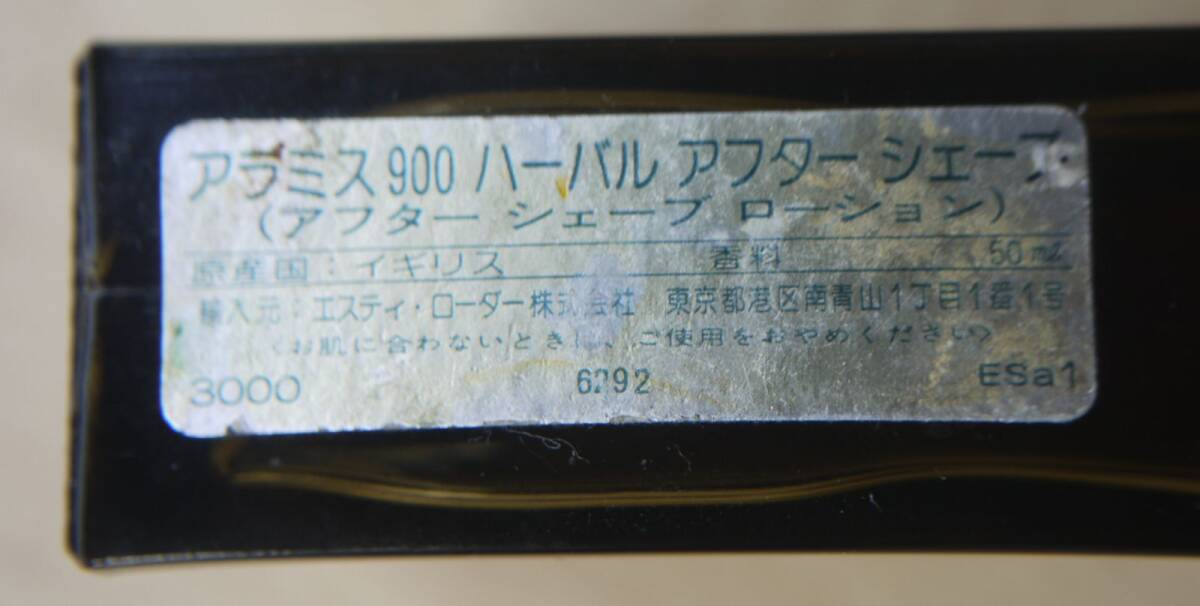 アラミス 900 ハーバル アフター シェーブ
(アフター シェーブ ローション)
原産国:イギリス 香料 50mℓ
輸入元:エスティ・ローダー株式会社 東京都港区南青山1丁目1番1号
〈お肌に合わないときは、ご使用をおやめください〉
3000 6292 ESa1